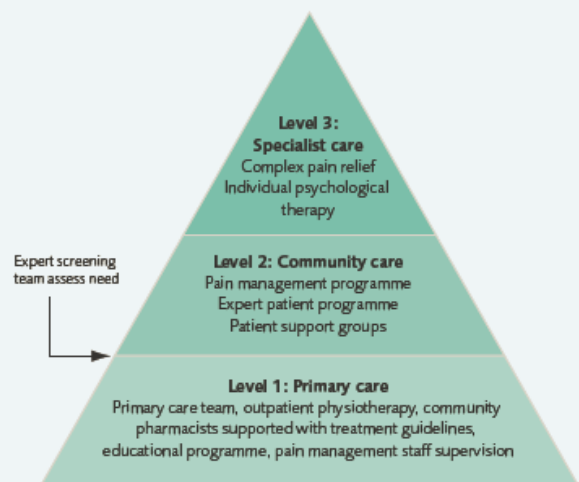 Level 3:
Specialist care
Complex pain relief
Individual psychological
therapy
Expert screening
team assess need
Level 2: Community care
Pain management programme
Expert patient programme
Patient support groups
Level 1: Primary care
Primary care team, outpatient physiotherapy, community
pharmacists supported with treatment guidelines,
educational programme, pain management staff supervision